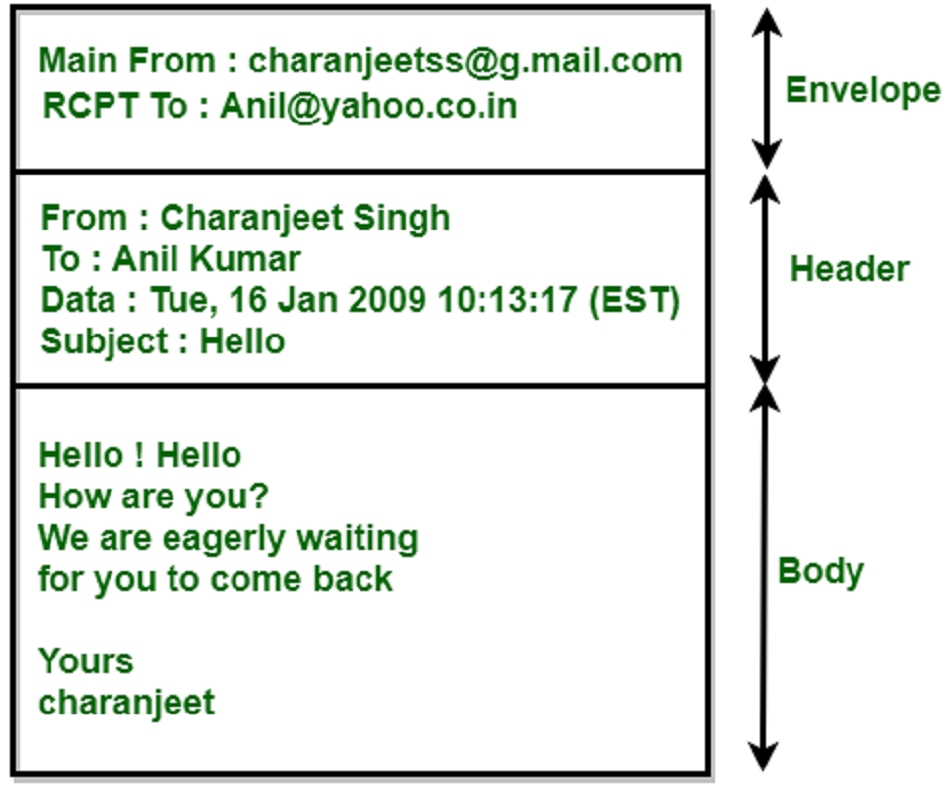 Main From : charanjeetss@g.mail.com
RCPT To : Anil@yahoo.co.in
Envelope
From : Charanjeet Singh
To : Anil Kumar
Data : Tue, 16 Jan 2009 10:13:17 (EST)
Subject : Hello
Header
Hello ! Hello
How are you?
We are eagerly waiting
for you to come back
Yours
charanjeet
Body